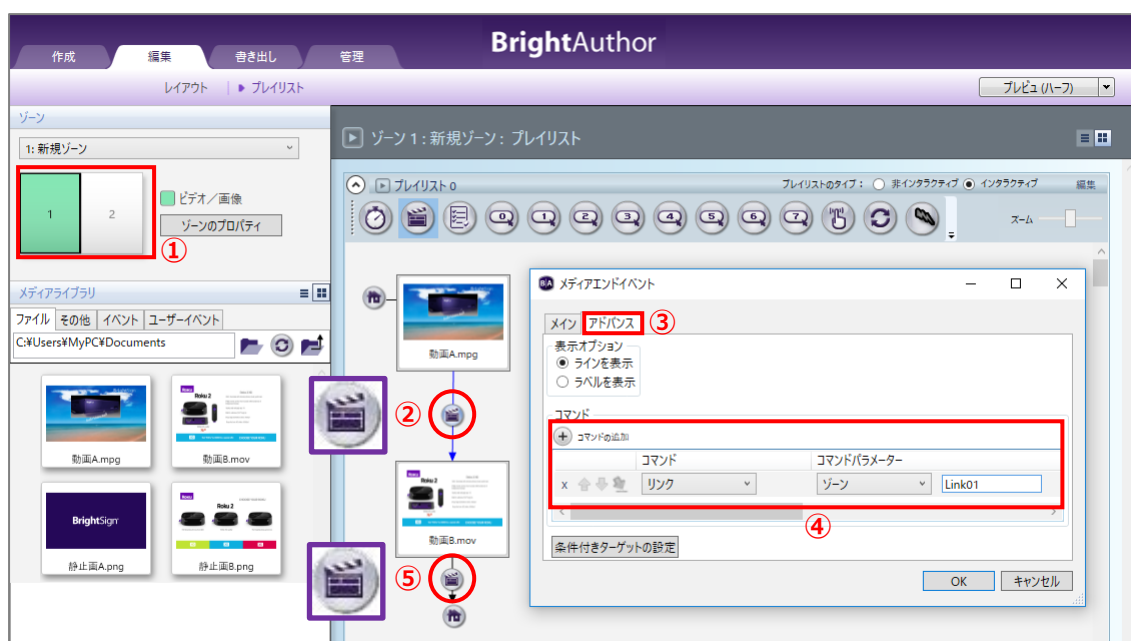 BrightAuthor
作成
編集
書き出し
管理
レイアウト
プレイリスト
プレビュ (ハーフ)
ゾーン
1: 新規ゾーン
1
2
ビデオ／画像
ゾーンのプロパティ
①
メディアライブラリ
ファイル
その他
イベント
ユーザーイベント
C:¥Users¥MyPC¥Documents
動画A.mpg
動画B.mov
BrightSign
静止画A.png
静止画B.png
ゾーン 1 : 新規ゾーン : プレイリスト
プレイリスト 0
プレイリストのタイプ :
非インタラクティブ
インタラクティブ
編集
0
1
2
3
4
5
6
7
ズーム
動画A.mpg
②
Roku 2
動画B.mov
⑤
BA メディアエンドイベント
メイン
アドバンス
③
表示オプション
ラインを表示
ラベルを表示
コマンド
コマンドの追加
コマンド
コマンドパラメーター
x
リンク
ゾーン
Link01
④
条件付きターゲットの設定
OK
キャンセル